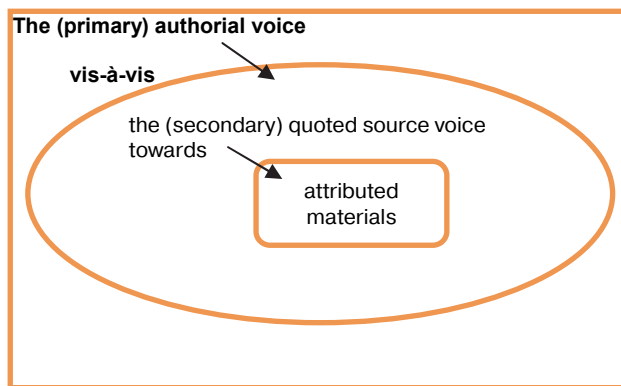 The (primary) authorial voice
vis-à-vis
the (secondary) quoted source voice
towards
attributed
materials